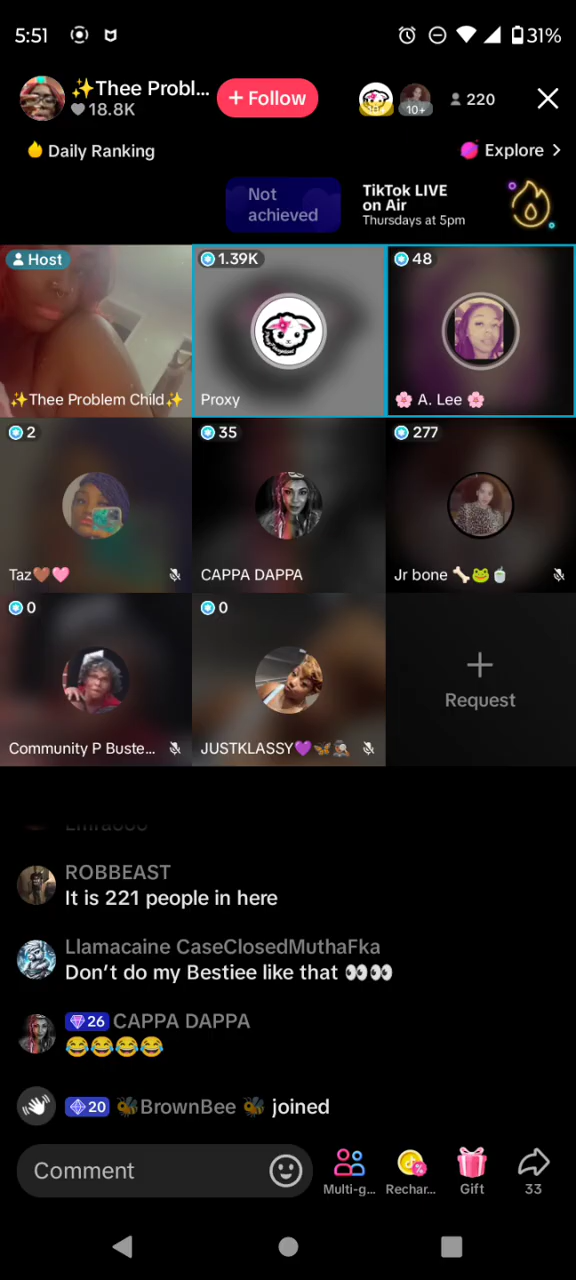 5:51
31%
✨Thee Probl...
18.8K
+ Follow
10+
220
Daily Ranking
Explore >
Not
achieved
TikTok LIVE
on Air
Thursdays at 5pm
Host
✨Thee Problem Child✨
1.39K
Proxy
48
🌸 A. Lee 🌸
2
Taz🤎🩷
35
CAPPA DAPPA
277
Jr bone 🦴🐸🍵
0
Community P Buste...
0
JUSTKLASSY💜🦋🕵🏽
Request
ROBBEAST
It is 221 people in here
Llamacaine CaseClosedMuthaFka
Don't do my Bestiee like that 👀👀
26 CAPPA DAPPA
😂😂😂😂
20 🐝BrownBee 🐝 joined
Comment
Multi-g...
Rechar...
Gift
33